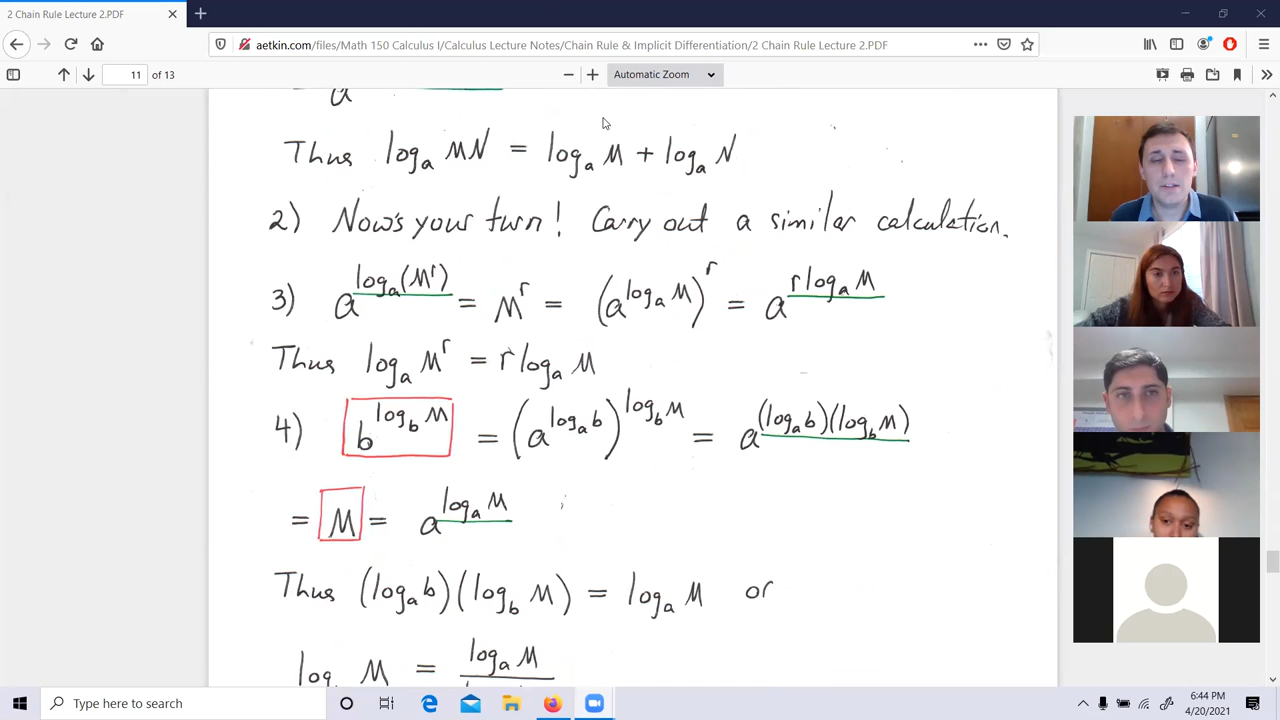 2 Chain Rule Lecture 2.PDF
aetkin.com/files/Math 150 Calculus I/Calculus Lecture Notes/Chain Rule & Implicit Differentiation/2 Chain Rule Lecture 2.PDF
11 of 13
Automatic Zoom
a
Thus log_a MN = log_a M + log_a N
2) Now's your turn! Carry out a similar calculation.
3) a^{log_a(M^r)} = M^r = (a^{log_a M})^r = a^{r log_a M}
Thus log_a M^r = r log_a M
4) b^{log_b M} = (a^{log_a b})^{log_b M} = a^{(log_a b)(log_b M)}
= M = a^{log_a M}
Thus (log_a b)(log_b M) = log_a M or
log M = log_a M
Type here to search
6:44 PM
4/20/2021